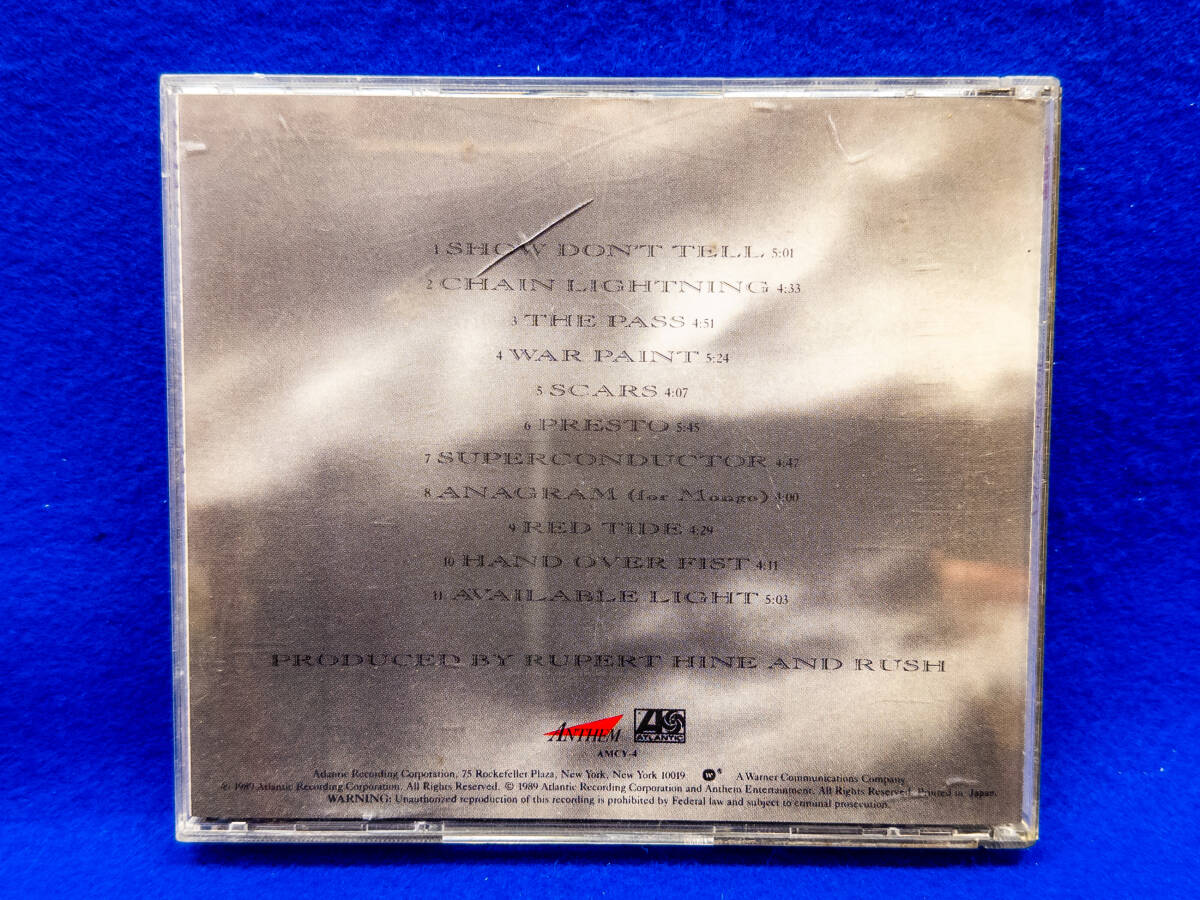 1 SHOW DON'T TELL 5:01
2 CHAIN LIGHTNING 4:33
3 THE PASS 4:51
4 WAR PAINT 5:24
5 SCARS 4:07
6 PRESTO 5:45
7 SUPERCONDUCTOR 4:47
8 ANAGRAM (for Mongo) 4:00
9 RED TIDE 4:29
10 HAND OVER FIST 4:11
11 AVAILABLE LIGHT 5:03
PRODUCED BY RUPERT HINE AND RUSH
ANTHEM
ATLANTIC
AMCY-4
Atlantic Recording Corporation, 75 Rockefeller Plaza, New York, New York 10019 A Warner Communications Company
℗ 1989 Atlantic Recording Corporation. All Rights Reserved. © 1989 Atlantic Recording Corporation and Anthem Entertainment. All Rights Reserved. Printed in Japan.
WARNING: Unauthorized reproduction of this recording is prohibited by Federal law and subject to criminal prosecution.